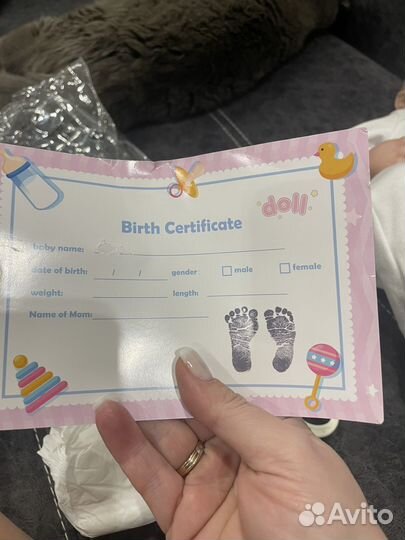 doll
Birth Certificate
baby name:
date of birth: / / gender: male female
weight: length:
Name of Mom:
Avito